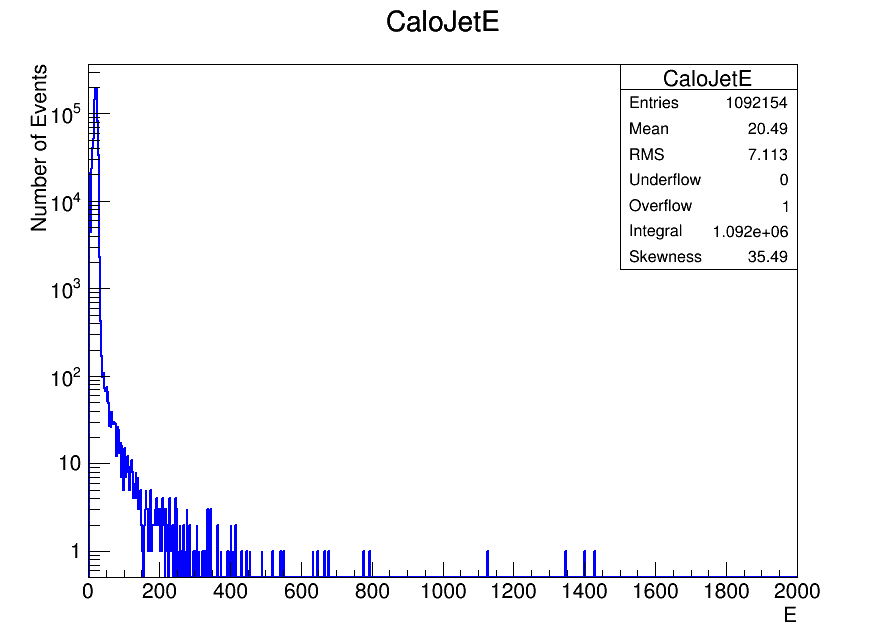 CaloJetE
Number of Events
10^5
10^4
10^3
10^2
10
1
CaloJetE
Entries 1092154
Mean 20.49
RMS 7.113
Underflow 0
Overflow 1
Integral 1.092e+06
Skewness 35.49
0 200 400 600 800 1000 1200 1400 1600 1800 2000
E